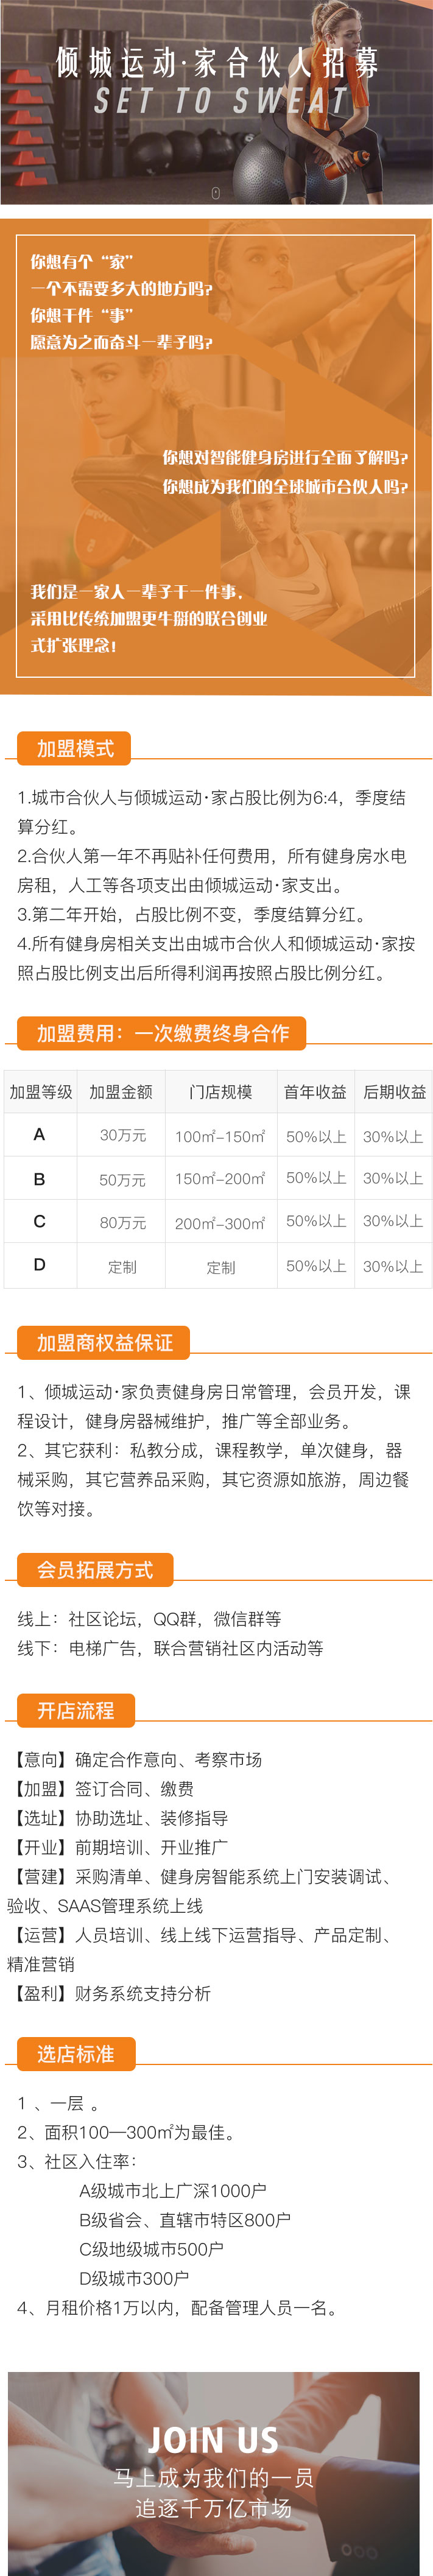 倾城运动·家合伙人招募
SET TO SWEAT
你想有个“家”
一个不需要多大的地方吗?
你想干件“事”
愿意为之而奋斗一辈子吗?
你想对智能健身房进行全面了解吗?
你想成为我们的全球城市合伙人吗?
我们是一家人一辈子干一件事，
采用比传统加盟更牛掰的联合创业
式扩张理念!
加盟模式
1.城市合伙人与倾城运动·家占股比例为6:4，季度结
算分红。
2.合伙人第一年不再贴补任何费用，所有健身房水电
房租，人工等各项支出由倾城运动·家支出。
3.第二年开始，占股比例不变，季度结算分红。
4.所有健身房相关支出由城市合伙人和倾城运动·家按
照占股比例支出后所得利润再按照占股比例分红。
加盟费用：一次缴费终身合作
加盟等级 加盟金额 门店规模 首年收益 后期收益
A 30万元 100㎡-150㎡ 50%以上 30%以上
B 50万元 150㎡-200㎡ 50%以上 30%以上
C 80万元 200㎡-300㎡ 50%以上 30%以上
D 定制 定制 50%以上 30%以上
加盟商权益保证
1、倾城运动·家负责健身房日常管理，会员开发，课
程设计，健身房器械维护，推广等全部业务。
2、其它获利：私教分成，课程教学，单次健身，器
械采购，其它营养品采购，其它资源如旅游，周边餐
饮等对接。
会员拓展方式
线上：社区论坛，QQ群，微信群等
线下：电梯广告，联合营销社区内活动等
开店流程
【意向】确定合作意向、考察市场
【加盟】签订合同、缴费
【选址】协助选址、装修指导
【开业】前期培训、开业推广
【营建】采购清单、健身房智能系统上门安装调试、
验收、SAAS管理系统上线
【运营】人员培训、线上线下运营指导、产品定制、
精准营销
【盈利】财务系统支持分析
选店标准
1 、一层 。
2、面积100—300㎡为最佳。
3、社区入住率：
A级城市北上广深1000户
B级省会、直辖市特区800户
C级地级城市500户
D级城市300户
4、月租价格1万以内，配备管理人员一名。
JOIN US
马上成为我们的一员
追逐千万亿市场